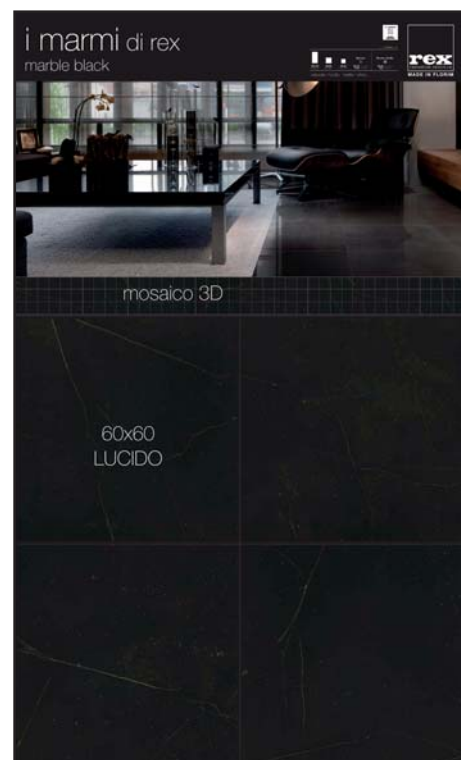 i marmi di rex
marble black
rex
MADE IN FLORIM
mosaico 3D
60x60
LUCIDO